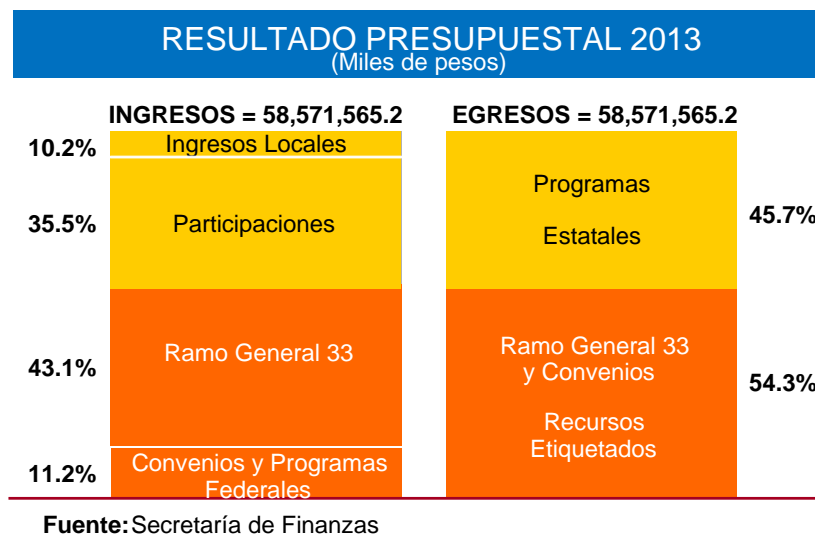 RESULTADO PRESUPUESTAL 2013
(Miles de pesos)
INGRESOS = 58,571,565.2
EGRESOS = 58,571,565.2
10.2%
Ingresos Locales
35.5%
Participaciones
43.1%
Ramo General 33
11.2%
Convenios y Programas
Federales
Programas
Estatales
45.7%
Ramo General 33
y Convenios
Recursos
Etiquetados
54.3%
Fuente: Secretaría de Finanzas